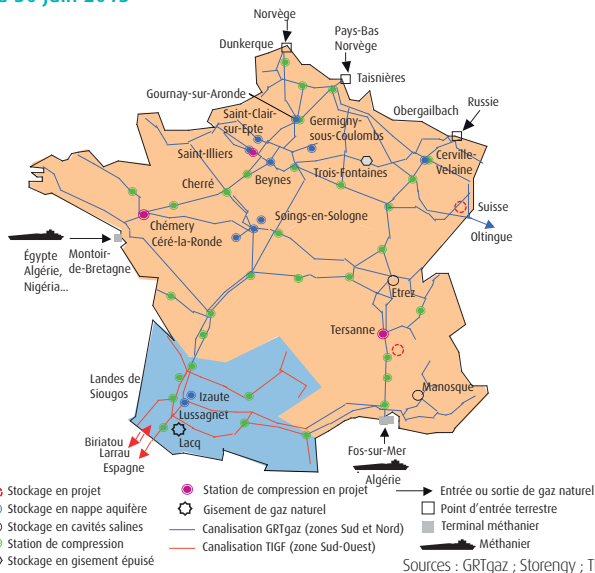 30 juin 2013
Norvège
Pays-Bas
Norvège
Dunkerque
Taisnières
Gournay-sur-Aronde
Obergailbach
Russie
Saint-Clair-
sur-Epte
Germigny-
sous-Coulombs
Saint-Illiers
Cerville-
Velaine
Beynes
Trois-Fontaines
Cherré
Suisse
Soings-en-Sologne
Chémery
Céré-la-Ronde
Oltingue
Égypte
Algérie,
Nigéria...
Montoir-
de-Bretagne
Etrez
Tersanne
Landes de
Siougos
Izaute
Manosque
Lussagnet
Lacq
Biriatou
Larrau
Espagne
Fos-sur-Mer
Algérie
Stockage en projet
Stockage en nappe aquifère
Stockage en cavités salines
Station de compression
Stockage en gisement épuisé
Station de compression en projet
Gisement de gaz naturel
Canalisation GRTgaz (zones Sud et Nord)
Canalisation TIGF (zone Sud-Ouest)
Entrée ou sortie de gaz naturel
Point d'entrée terrestre
Terminal méthanier
Méthanier
Sources : GRTgaz ; Storengy ;